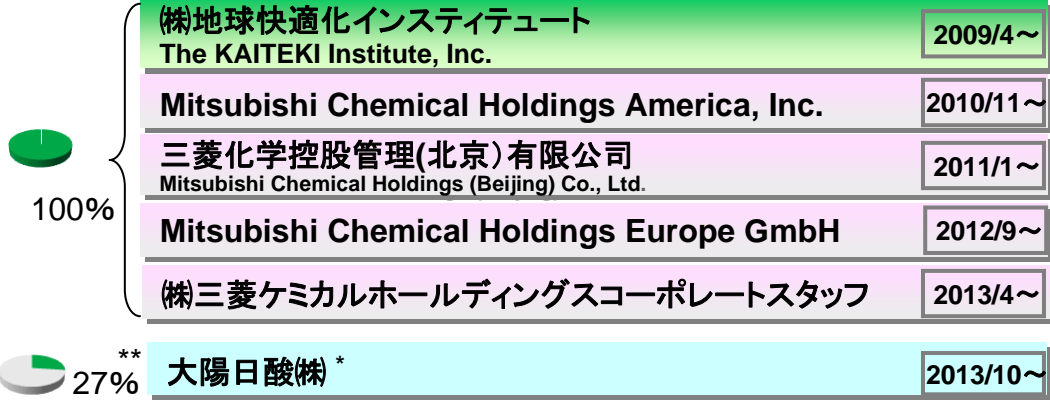 ㈱地球快適化インスティテュート
The KAITEKI Institute, Inc.
2009/4～
Mitsubishi Chemical Holdings America, Inc.
2010/11～
三菱化学控股管理(北京）有限公司
Mitsubishi Chemical Holdings (Beijing) Co., Ltd.
2011/1～
100%
Mitsubishi Chemical Holdings Europe GmbH
2012/9～
㈱三菱ケミカルホールディングスコーポレートスタッフ
2013/4～
**
27%
大陽日酸㈱ *
2013/10～